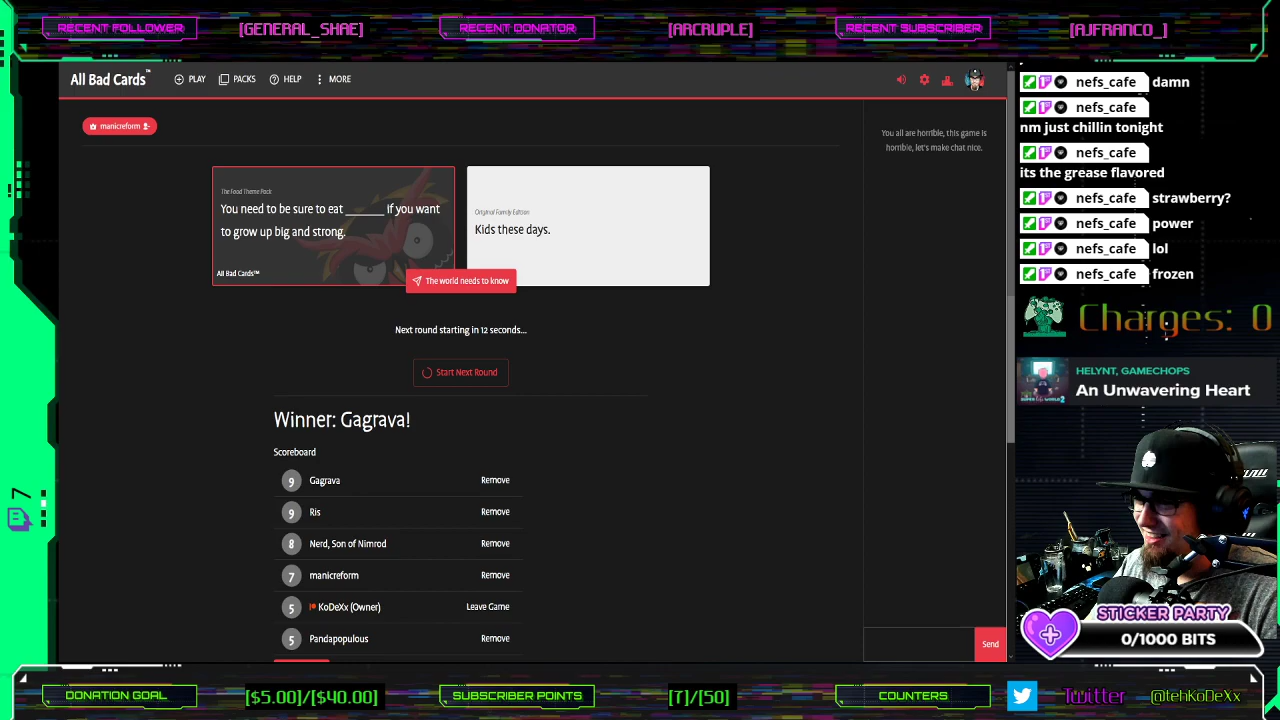 RECENT FOLLOWER
[GENERAL_SHAE]
RECENT DONATOR
[ARCRUPLE]
RECENT SUBSCRIBER
[AJFRANCO_]
All Bad Cards™
PLAY
PACKS
HELP
MORE
manicreform
The Food Theme Pack
You need to be sure to eat _______ if you want
to grow up big and strong.
All Bad Cards™
Original Family Edition
Kids these days.
The world needs to know
Next round starting in 12 seconds...
Start Next Round
Winner: Gagrava!
Scoreboard
9 Gagrava Remove
9 Ris Remove
8 Nerd, Son of Nimrod Remove
7 manicreform Remove
5 KoDeXx (Owner) Leave Game
5 Pandapopulous Remove
You all are horrible, this game is
horrible, let's make chat nice.
Send
nefs_cafe damn
nefs_cafe
nm just chillin tonight
nefs_cafe
its the grease flavored
nefs_cafe strawberry?
nefs_cafe power
nefs_cafe lol
nefs_cafe frozen
Charges: 0
HELYNT, GAMECHOPS
An Unwavering Heart
STICKER PARTY
0/1000 BITS
7
DONATION GOAL
[$5.00]/[$40.00]
SUBSCRIBER POINTS
[7]/[50]
COUNTERS
Twitter
@tehKoDeXx